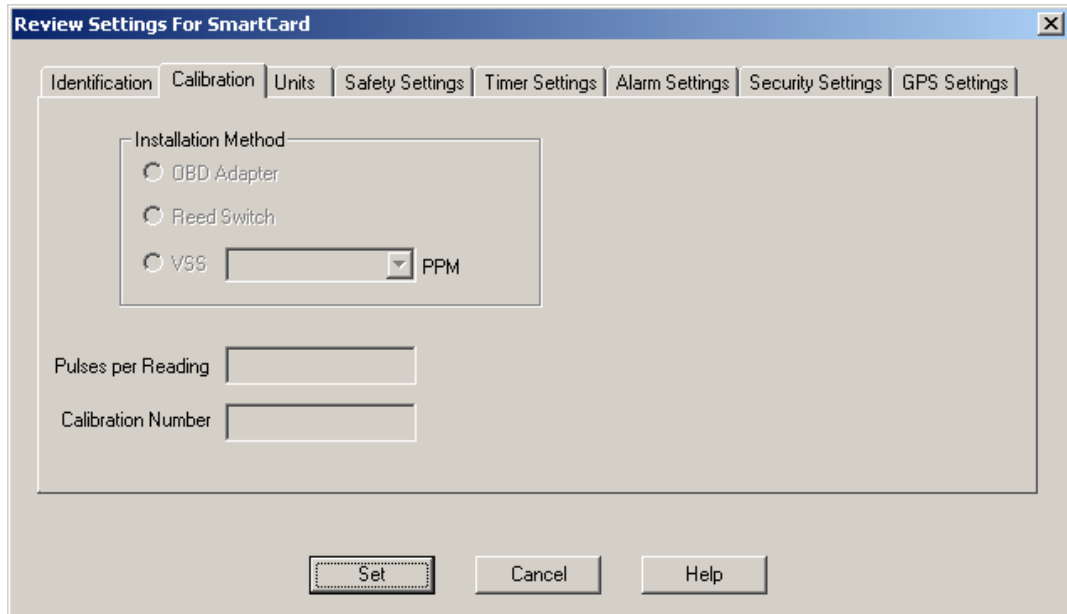 Review Settings For SmartCard
Identification Calibration Units Safety Settings Timer Settings Alarm Settings Security Settings GPS Settings
Installation Method
OBD Adapter
Reed Switch
VSS PPM
Pulses per Reading
Calibration Number
Set Cancel Help